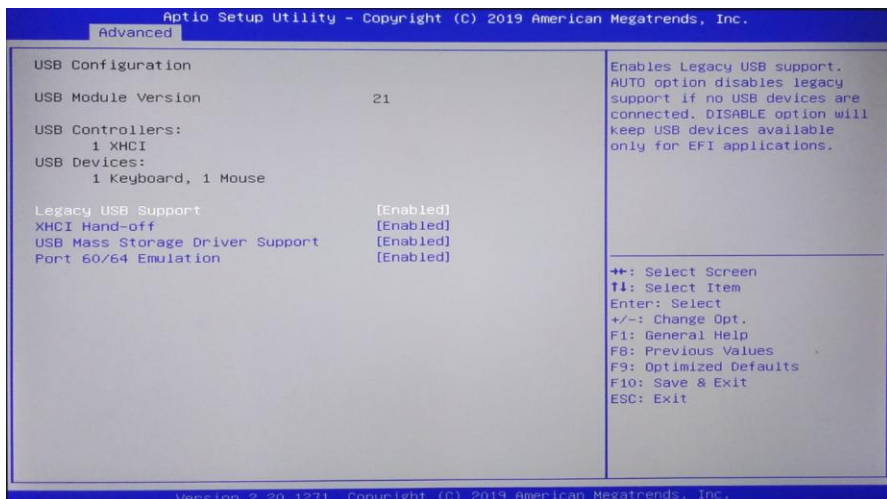 Aptio Setup Utility - Copyright (C) 2019 American Megatrends, Inc.
Advanced
USB Configuration
USB Module Version 21
USB Controllers:
1 XHCI
USB Devices:
1 Keyboard, 1 Mouse
Legacy USB Support [Enabled]
XHCI Hand-off [Enabled]
USB Mass Storage Driver Support [Enabled]
Port 60/64 Emulation [Enabled]
Enables Legacy USB support.
AUTO option disables legacy
support if no USB devices are
connected. DISABLE option will
keep USB devices available
only for EFI applications.
→←: Select Screen
↑↓: Select Item
Enter: Select
+/-: Change Opt.
F1: General Help
F8: Previous Values
F9: Optimized Defaults
F10: Save & Exit
ESC: Exit
Version 2.20.1271. Copyright (C) 2019 American Megatrends, Inc.